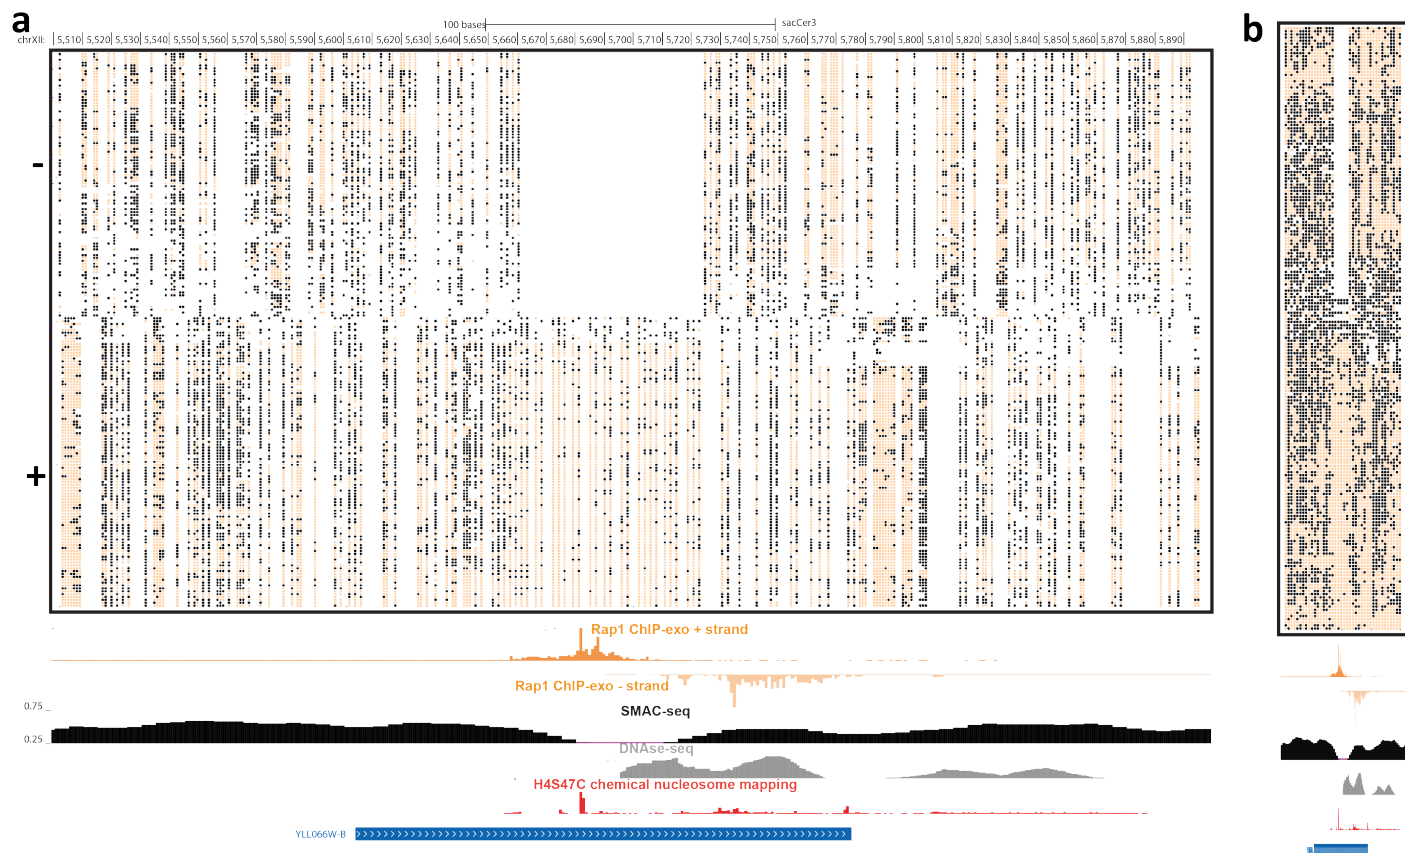 a
b
100 bases
sacCer3
chrXII:
5,510 5,520 5,530 5,540 5,550 5,560 5,570 5,580 5,590 5,600 5,610 5,620 5,630 5,640 5,650 5,660 5,670 5,680 5,690 5,700 5,710 5,720 5,730 5,740 5,750 5,760 5,770 5,780 5,790 5,800 5,810 5,820 5,830 5,840 5,850 5,860 5,870 5,880 5,890
-
+
Rap1 ChIP-exo + strand
Rap1 ChIP-exo - strand
0.75
SMAC-seq
0.25
DNAse-seq
H4S47C chemical nucleosome mapping
YLL066W-B